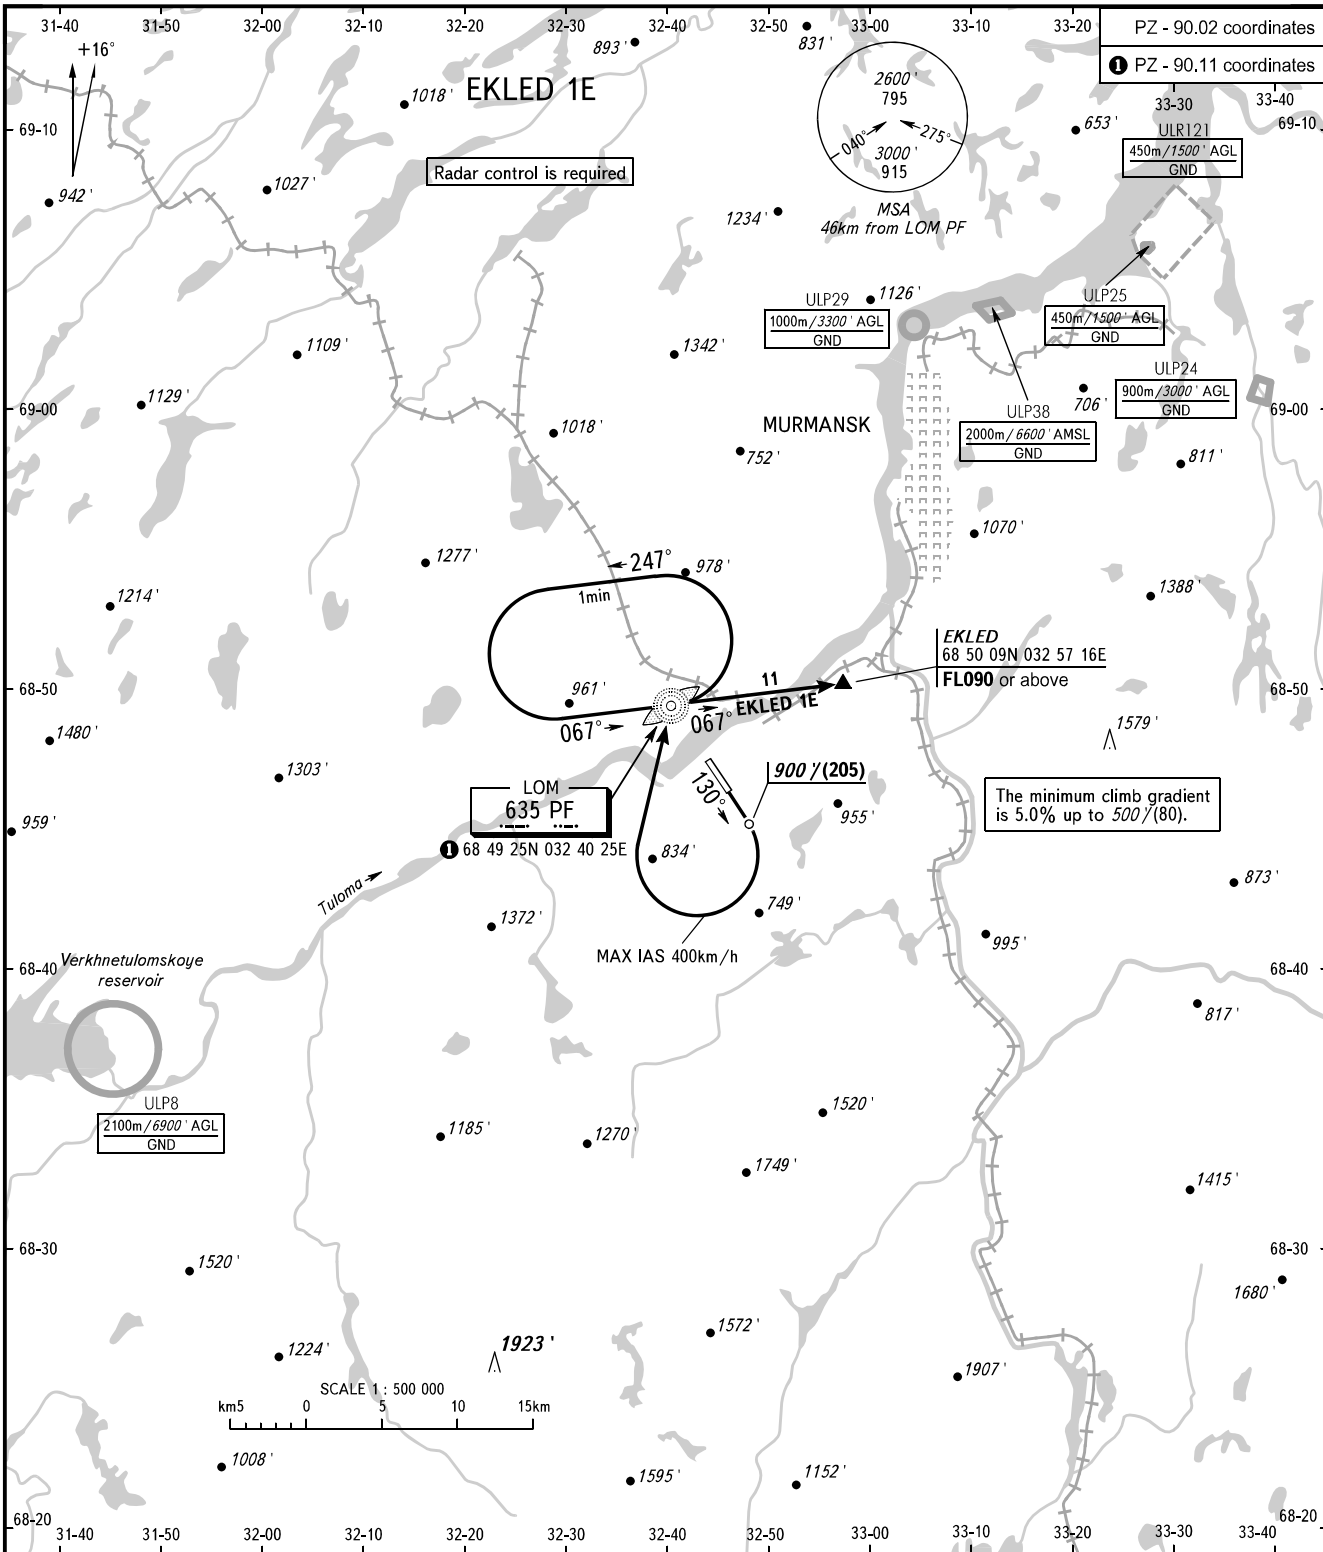 31-40 31-50 32-00 32-10 32-20 32-30 32-40 32-50 33-00 33-10 33-20
PZ - 90.02 coordinates
1 PZ - 90.11 coordinates
33-30 33-40
+16°
893'
831'
EKLED 1E
1018'
2600'
795
040°
275°
3000'
915
MSA
46km from LOM PF
653'
69-10
69-10
ULR121
450m/1500' AGL
GND
Radar control is required
942'
1027'
1234'
1126'
ULP29
1000m/3300' AGL
GND
ULP25
450m/1500' AGL
GND
1109'
1342'
ULP24
900m/3000' AGL
GND
706'
1129'
69-00
69-00
ULP38
2000m/6600' AMSL
GND
MURMANSK
1018'
752'
811'
1070'
1277'
247°
1min
978'
1214'
1388'
EKLED
68 50 09N 032 57 16E
FL090 or above
68-50
68-50
961'
11
EKLED 1E
067°
067°
1480'
1579'
1303'
LOM
635 PF
1 68 49 25N 032 40 25E
130°
900'/(205)
955'
The minimum climb gradient
is 5.0% up to 500'/(80).
959'
834'
Tuloma
873'
749'
1372'
995'
MAX IAS 400km/h
Verkhnetulomskoye
reservoir
68-40
68-40
817'
ULP8
2100m/6900' AGL
GND
1520'
1185'
1270'
1749'
1415'
68-30
68-30
1520'
1680'
1572'
1923'
1224'
1907'
SCALE 1 : 500 000
km5 0 5 10 15km
1008'
1595'
1152'
68-20
68-20
31-40 31-50 32-00 32-10 32-20 32-30 32-40 32-50 33-00 33-10 33-20 33-30 33-40